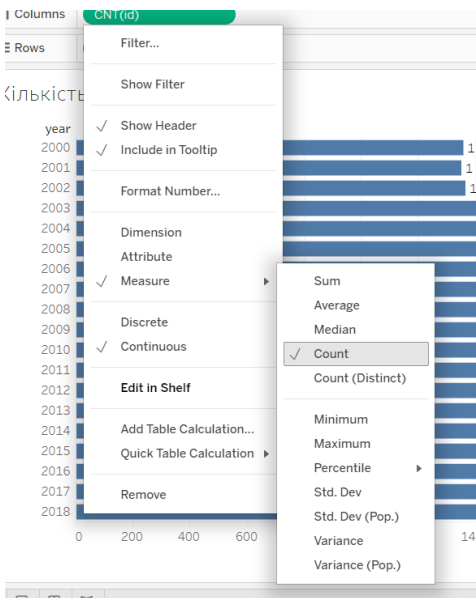 Columns
CNT(id)
Rows
Кількість
year
2000
2001
2002
2003
2004
2005
2006
2007
2008
2009
2010
2011
2012
2013
2014
2015
2016
2017
2018
0
200
400
600
Filter...
Show Filter
✓ Show Header
✓ Include in Tooltip
Format Number...
Dimension
Attribute
✓ Measure
Discrete
✓ Continuous
Edit in Shelf
Add Table Calculation...
Quick Table Calculation
Remove
Sum
Average
Median
✓ Count
Count (Distinct)
Minimum
Maximum
Percentile
Std. Dev
Std. Dev (Pop.)
Variance
Variance (Pop.)